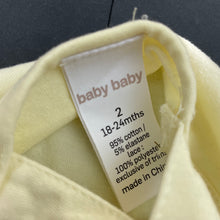 baby baby
2
18-24mths
95% cotton /
5% elastane
lace :
100% polyester
exclusive of trim
made in China